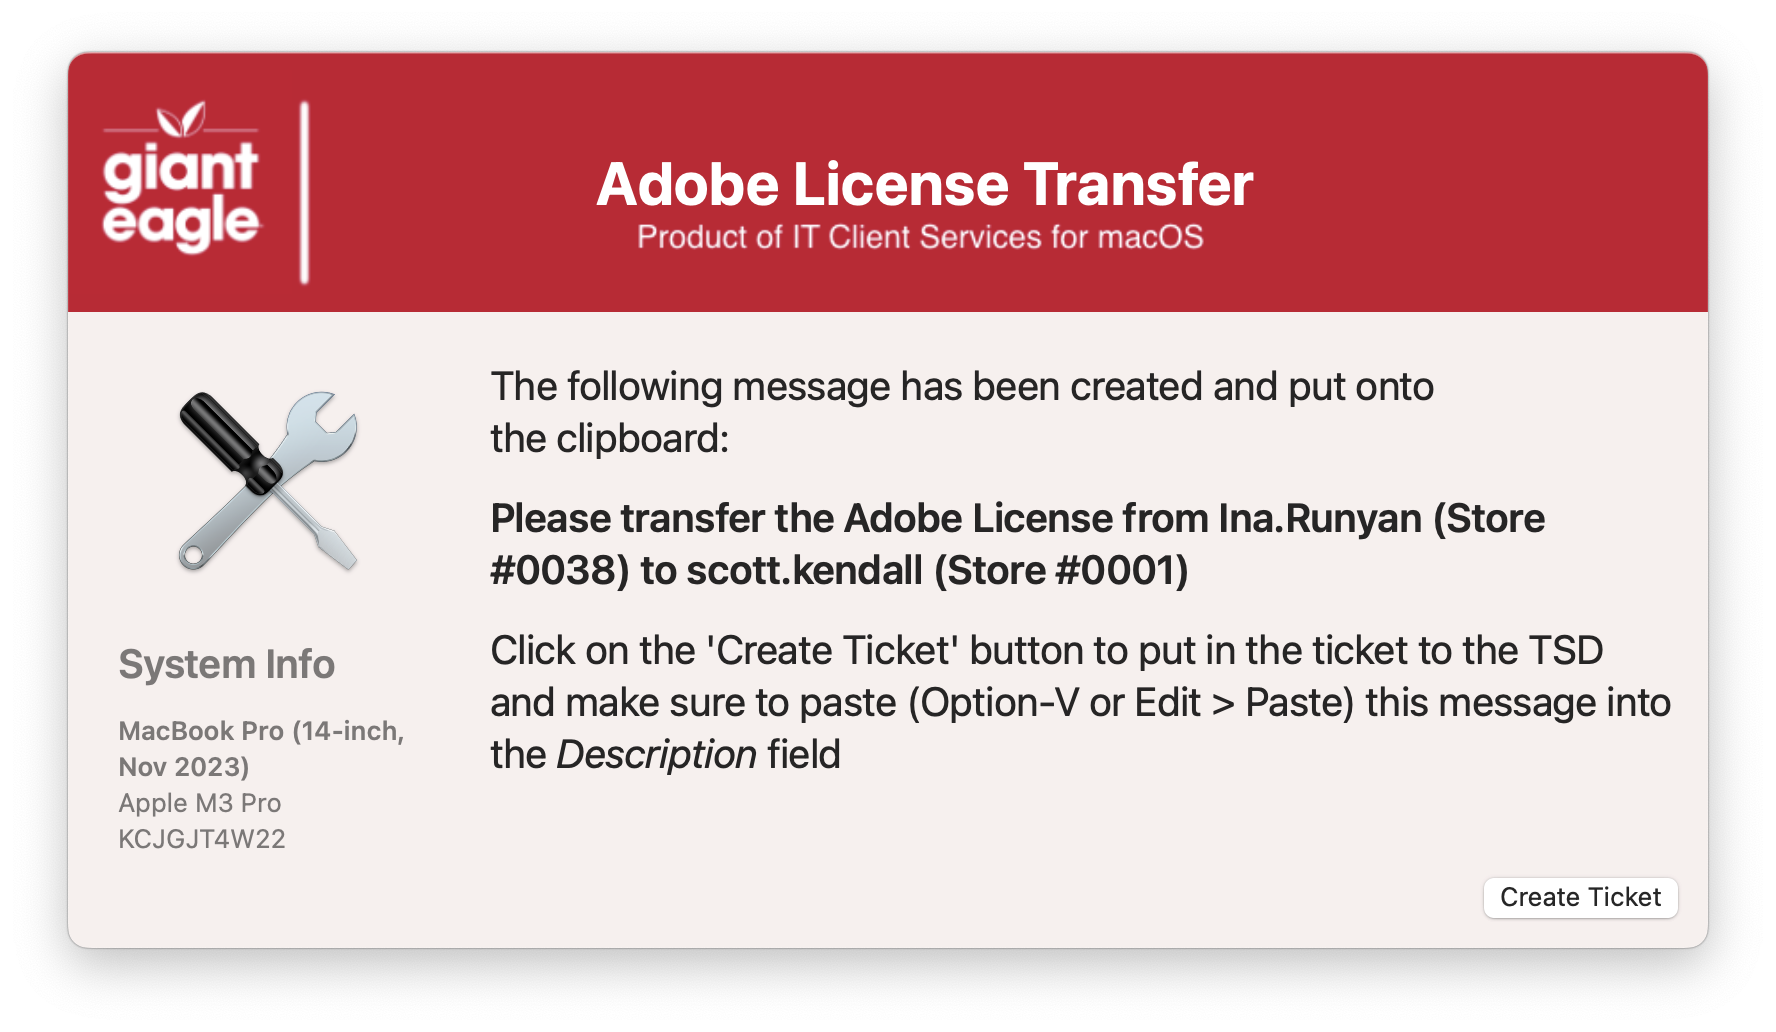 giant
eagle
Adobe License Transfer
Product of IT Client Services for macOS
The following message has been created and put onto
the clipboard:
Please transfer the Adobe License from Ina.Runyan (Store
#0038) to scott.kendall (Store #0001)
Click on the 'Create Ticket' button to put in the ticket to the TSD
and make sure to paste (Option-V or Edit > Paste) this message into
the Description field
System Info
MacBook Pro (14-inch,
Nov 2023)
Apple M3 Pro
KCJGJT4W22
Create Ticket